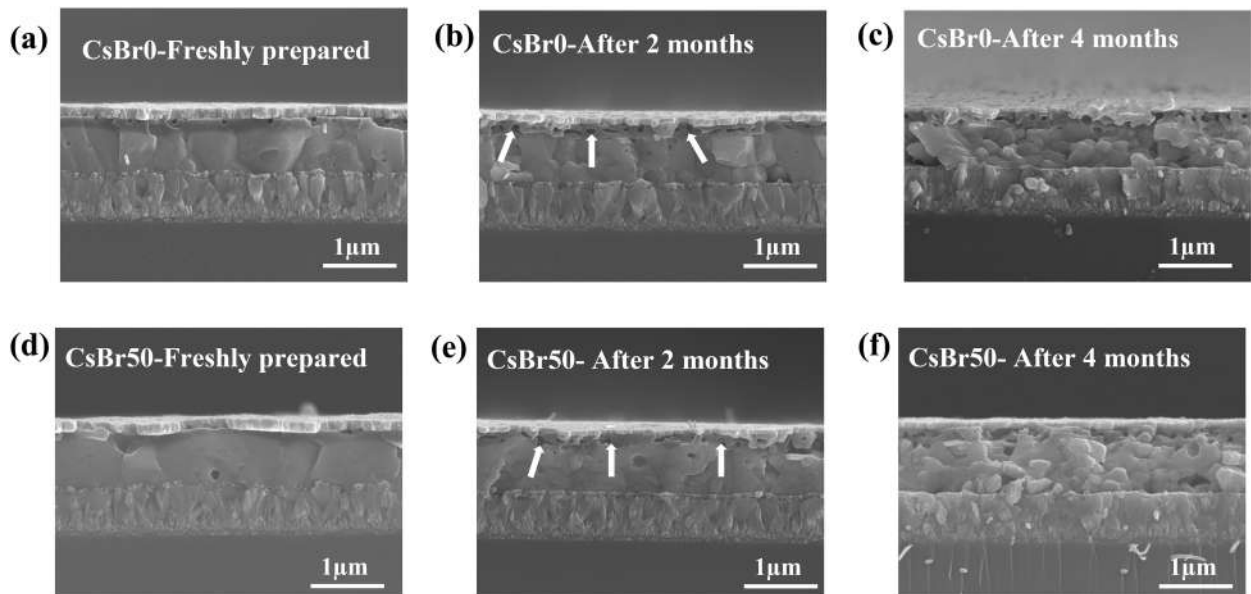 (a)
CsBr0-Freshly prepared
1μm
(b)
CsBr0-After 2 months
1μm
(c)
CsBr0-After 4 months
1μm
(d)
CsBr50-Freshly prepared
1μm
(e)
CsBr50- After 2 months
1μm
(f)
CsBr50- After 4 months
1μm